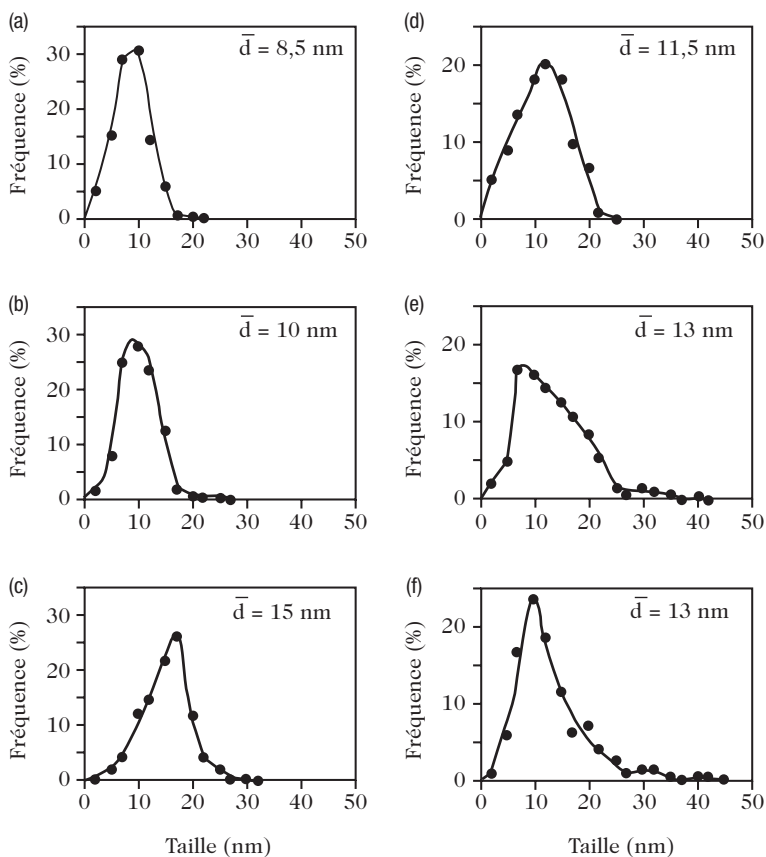 (a)
d̅ = 8,5 nm
Fréquence (%)
30
20
10
0
0 10 20 30 40 50
(b)
d̅ = 10 nm
Fréquence (%)
30
20
10
0
0 10 20 30 40 50
(c)
d̅ = 15 nm
Fréquence (%)
30
20
10
0
0 10 20 30 40 50
Taille (nm)
(d)
d̅ = 11,5 nm
Fréquence (%)
20
10
0
0 10 20 30 40 50
(e)
d̅ = 13 nm
Fréquence (%)
20
10
0
0 10 20 30 40 50
(f)
d̅ = 13 nm
Fréquence (%)
20
10
0
0 10 20 30 40 50
Taille (nm)